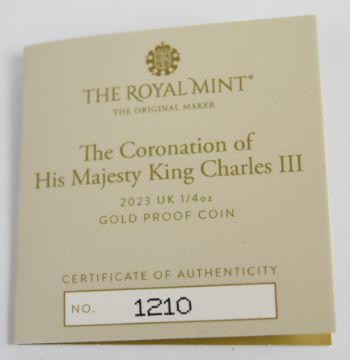 THE ROYAL MINT®
THE ORIGINAL MAKER
The Coronation of
His Majesty King Charles III
2023 UK 1/4oz
GOLD PROOF COIN
CERTIFICATE OF AUTHENTICITY
NO. 1210